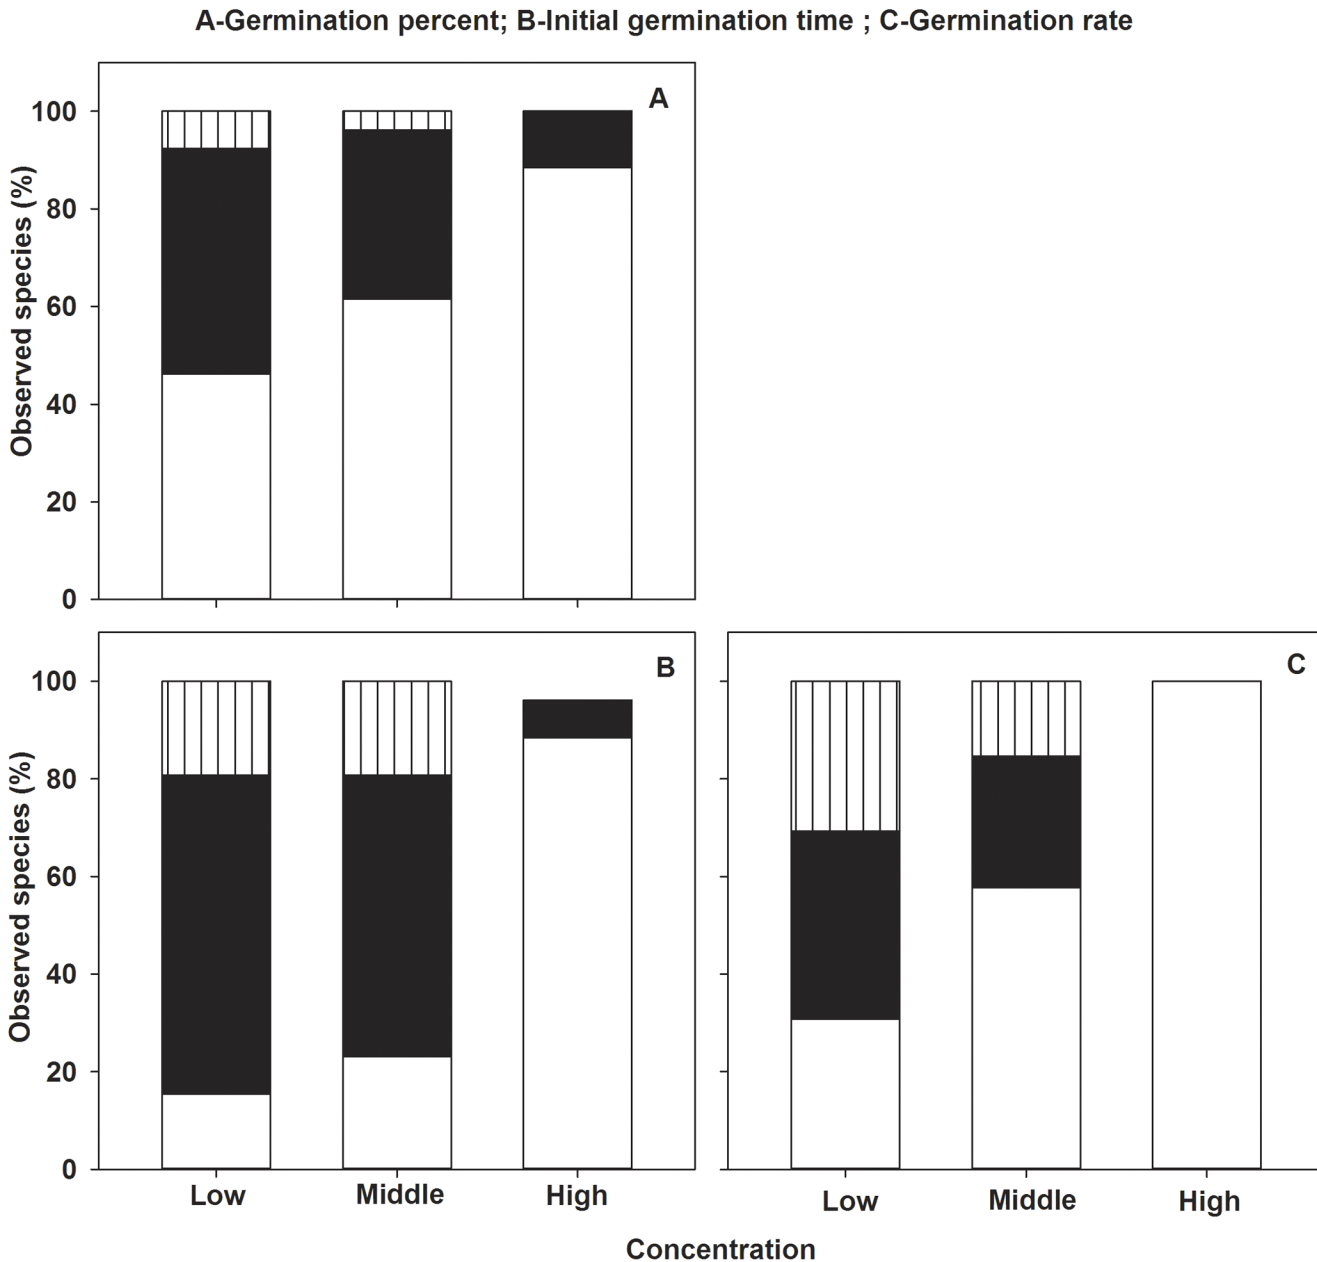 A-Germination percent; B-Initial germination time ; C-Germination rate
A
100
80
60
40
20
0
Observed species (%)
B
100
80
60
40
20
0
Observed species (%)
Low Middle High
C
Low Middle High
Concentration